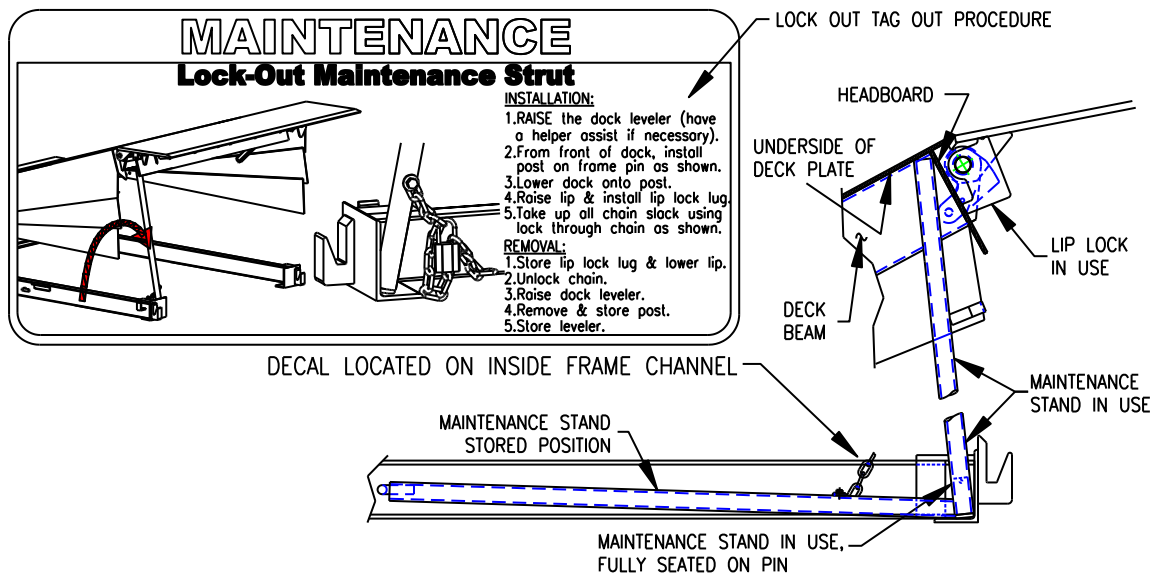 MAINTENANCE
Lock-Out Maintenance Strut
INSTALLATION:
1.RAISE the dock leveler (have
a helper assist if necessary).
2.From front of dock, install
post on frame pin as shown.
3.Lower dock onto post.
4.Raise lip & install lip lock lug.
5.Take up all chain slack using
lock through chain as shown.
REMOVAL:
1.Store lip lock lug & lower lip.
2.Unlock chain.
3.Raise dock leveler.
4.Remove & store post.
5.Store leveler.
LOCK OUT TAG OUT PROCEDURE
HEADBOARD
UNDERSIDE OF
DECK PLATE
LIP LOCK
IN USE
DECK
BEAM
DECAL LOCATED ON INSIDE FRAME CHANNEL
MAINTENANCE
STAND IN USE
MAINTENANCE STAND
STORED POSITION
MAINTENANCE STAND IN USE,
FULLY SEATED ON PIN